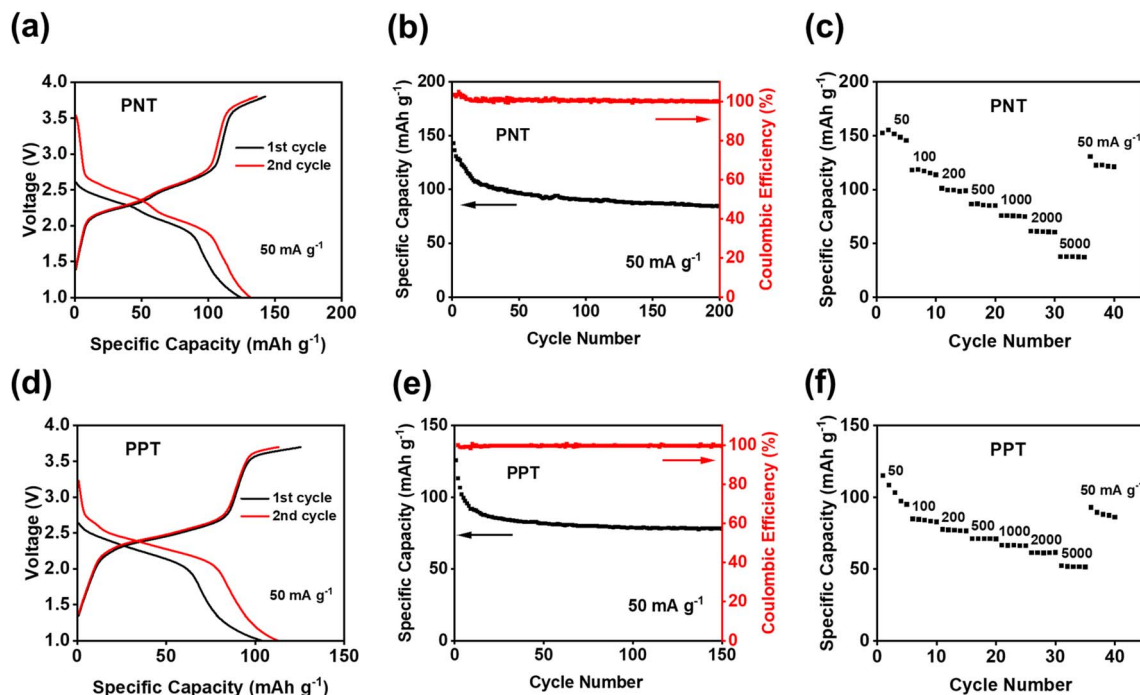 (a)
PNT
4.0
3.5
3.0
2.5
2.0
1.5
1.0
Voltage (V)
1st cycle
2nd cycle
50 mA g-1
0 50 100 150 200
Specific Capacity (mAh g-1)
(b)
200
150
100
50
0
Specific Capacity (mAh g-1)
PNT
50 mA g-1
100
80
60
40
20
0
Coulombic Efficiency (%)
0 50 100 150 200
Cycle Number
(c)
200
150
100
50
0
Specific Capacity (mAh g-1)
PNT
50
100
200
500
1000
2000
5000
50 mA g-1
0 10 20 30 40
Cycle Number
(d)
4.0
3.5
3.0
2.5
2.0
1.5
1.0
Voltage (V)
PPT
1st cycle
2nd cycle
50 mA g-1
0 50 100 150
Specific Capacity (mAh g-1)
(e)
150
100
50
0
Specific Capacity (mAh g-1)
PPT
50 mA g-1
100
80
60
40
20
0
Coulombic Efficiency (%)
0 50 100 150
Cycle Number
(f)
150
100
50
0
Specific Capacity (mAh g-1)
PPT
50
100
200
500
1000
2000
5000
50 mA g-1
0 10 20 30 40
Cycle Number